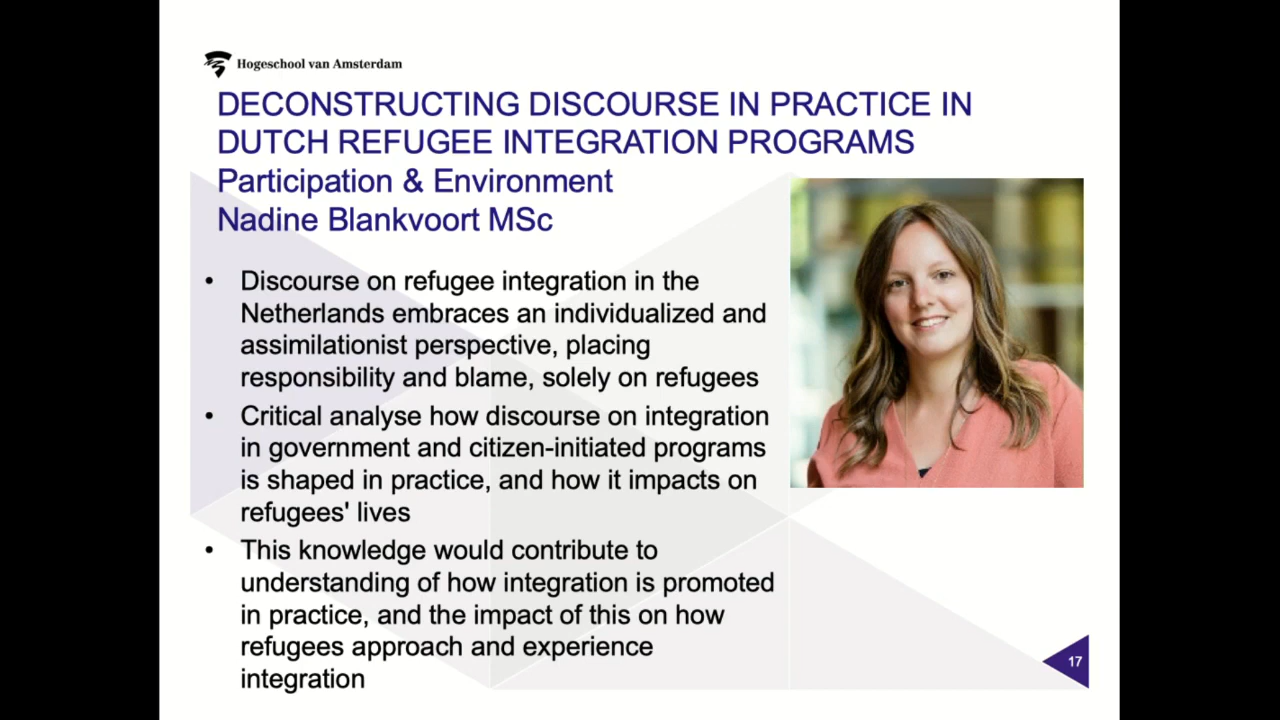 Hogeschool van Amsterdam
DECONSTRUCTING DISCOURSE IN PRACTICE IN
DUTCH REFUGEE INTEGRATION PROGRAMS
Participation & Environment
Nadine Blankvoort MSc
• Discourse on refugee integration in the
Netherlands embraces an individualized and
assimilationist perspective, placing
responsibility and blame, solely on refugees
• Critical analyse how discourse on integration
in government and citizen-initiated programs
is shaped in practice, and how it impacts on
refugees' lives
• This knowledge would contribute to
understanding of how integration is promoted
in practice, and the impact of this on how
refugees approach and experience
integration
17